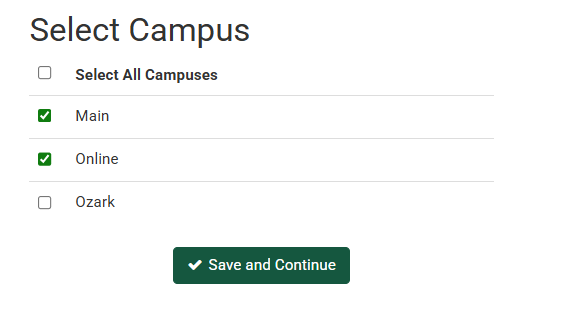 Select Campus
Select All Campuses
Main
Online
Ozark
Save and Continue